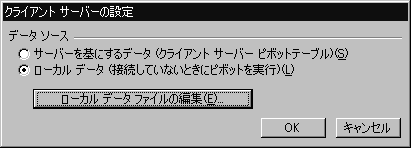 クライアント サーバーの設定
データ ソース
サーバーを基にするデータ (クライアント サーバー ピボットテーブル)(S)
ローカル データ (接続していないときにピボットを実行)(L)
ローカル データ ファイルの編集(E)...
OK
キャンセル